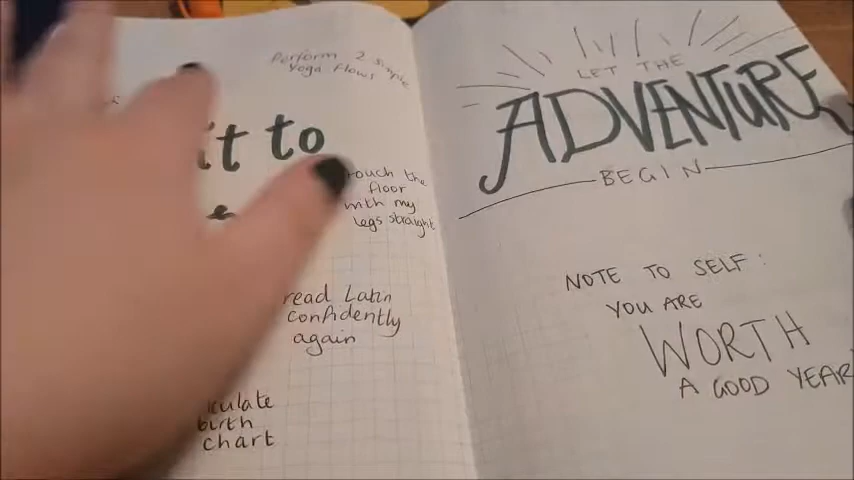 Perform 2 simple
Yoga flows
to
touch the
floor
with my
legs straight
read Latin
confidently
again
birth
chart
LET THE
ADVENTURE
BEGIN
NOTE TO SELF:
YOU ARE
WORTH
A GOOD YEAR